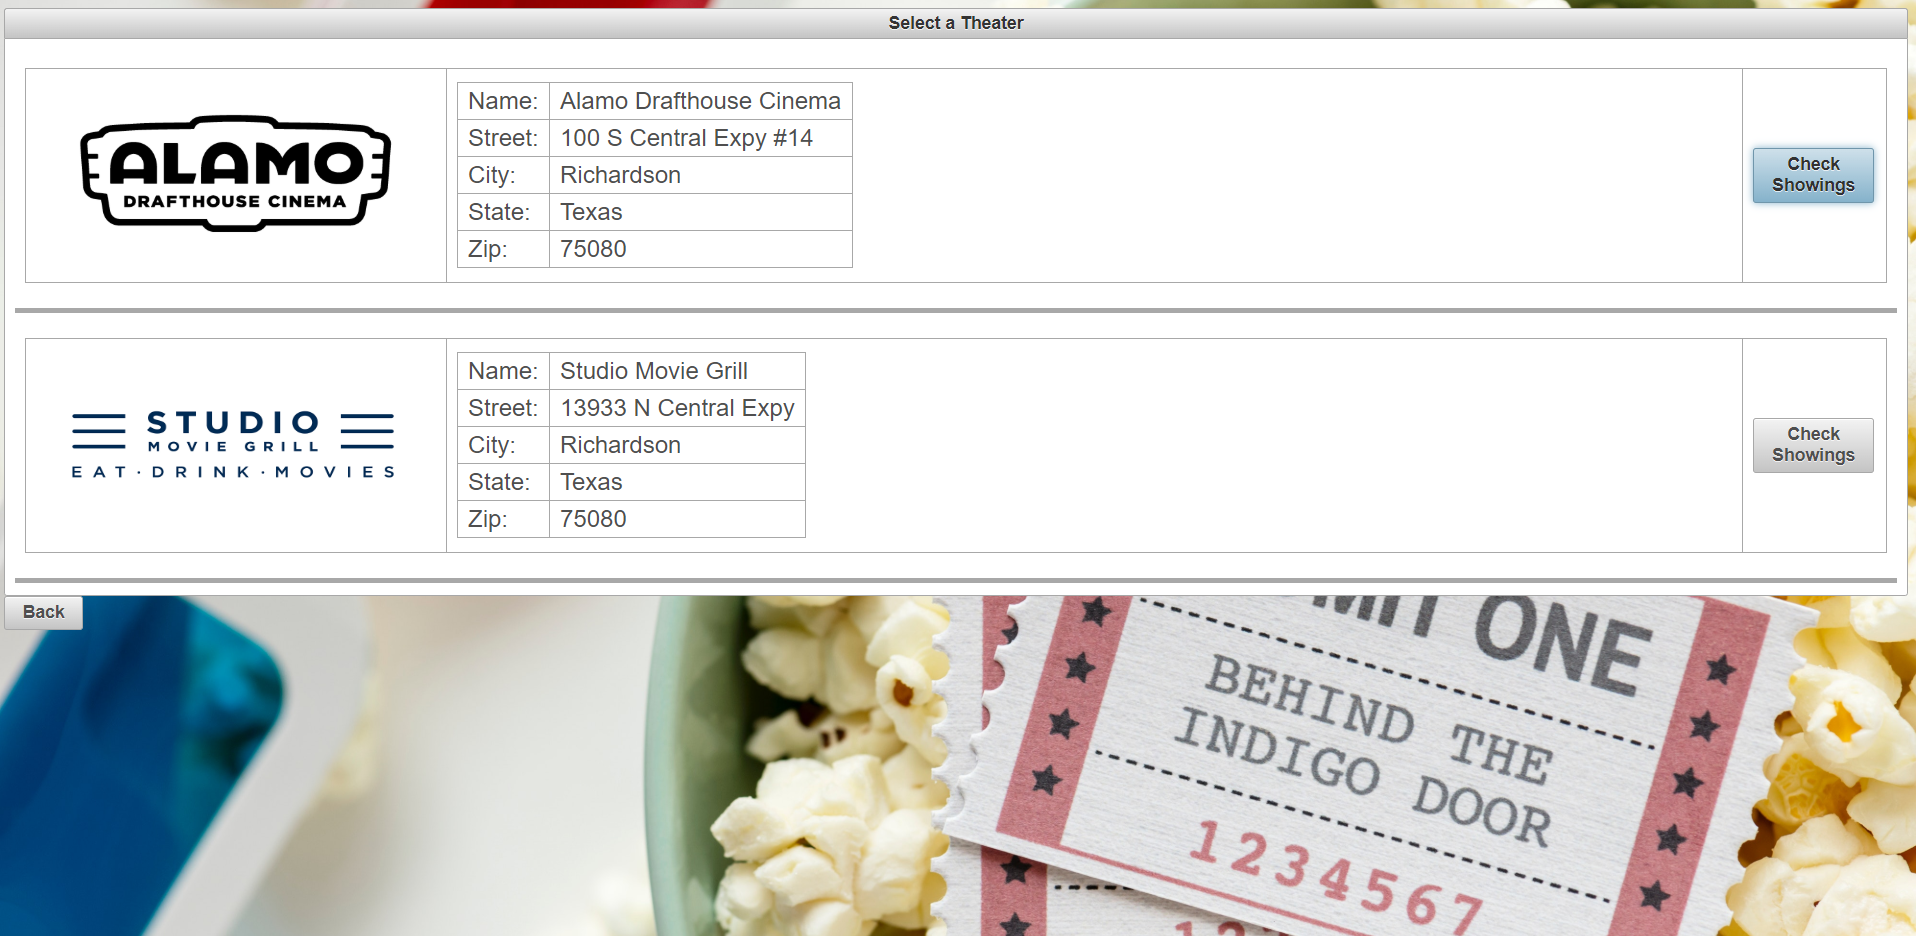 Select a Theater
ALAMO
DRAFTHOUSE CINEMA
Name: Alamo Drafthouse Cinema
Street: 100 S Central Expy #14
City: Richardson
State: Texas
Zip: 75080
Check
Showings
STUDIO
MOVIE GRILL
EAT·DRINK·MOVIES
Name: Studio Movie Grill
Street: 13933 N Central Expy
City: Richardson
State: Texas
Zip: 75080
Check
Showings
Back
MIT ONE
BEHIND THE
INDIGO DOOR
1234567